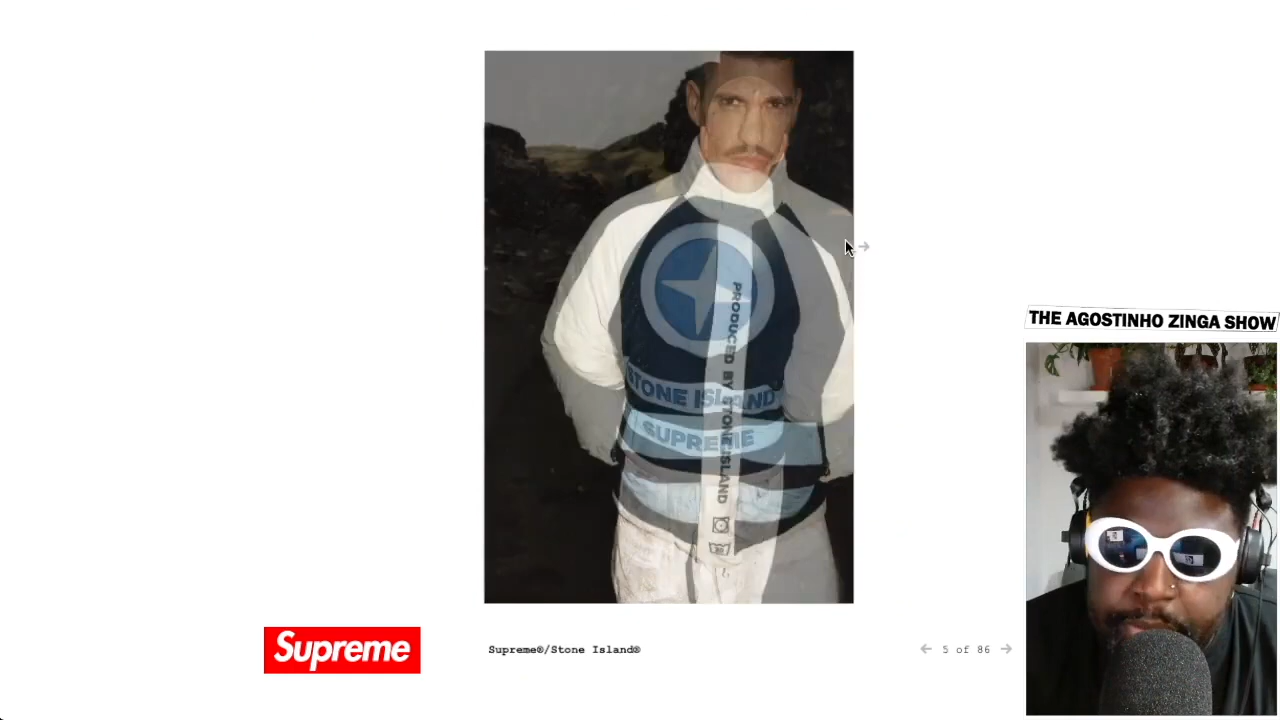 THE AGOSTINHO ZINGA SHOW
STONE ISLAND
SUPREME
PRODUCED BY STONE ISLAND
Supreme
Supreme®/Stone Island®
5 of 86